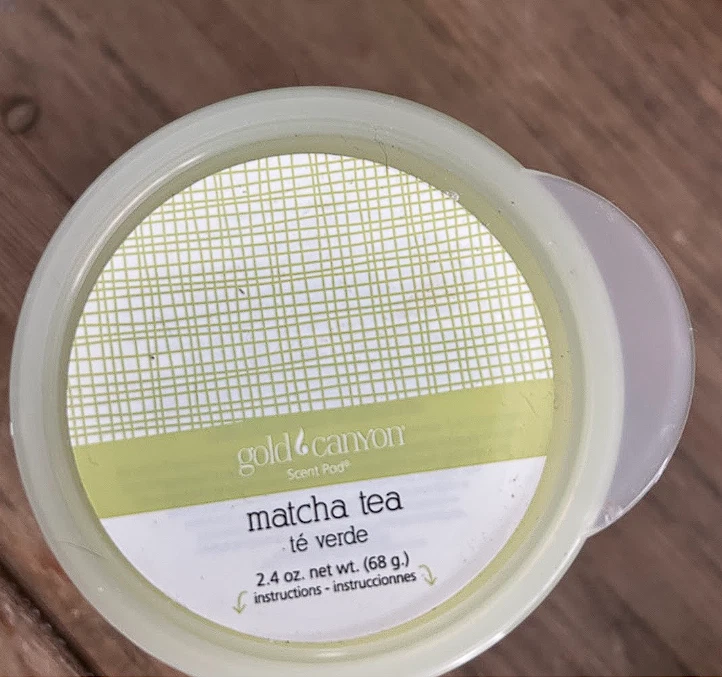 gold canyon®
Scent Pod®
matcha tea
té verde
2.4 oz. net wt. (68 g.)
instructions - instruccionnes